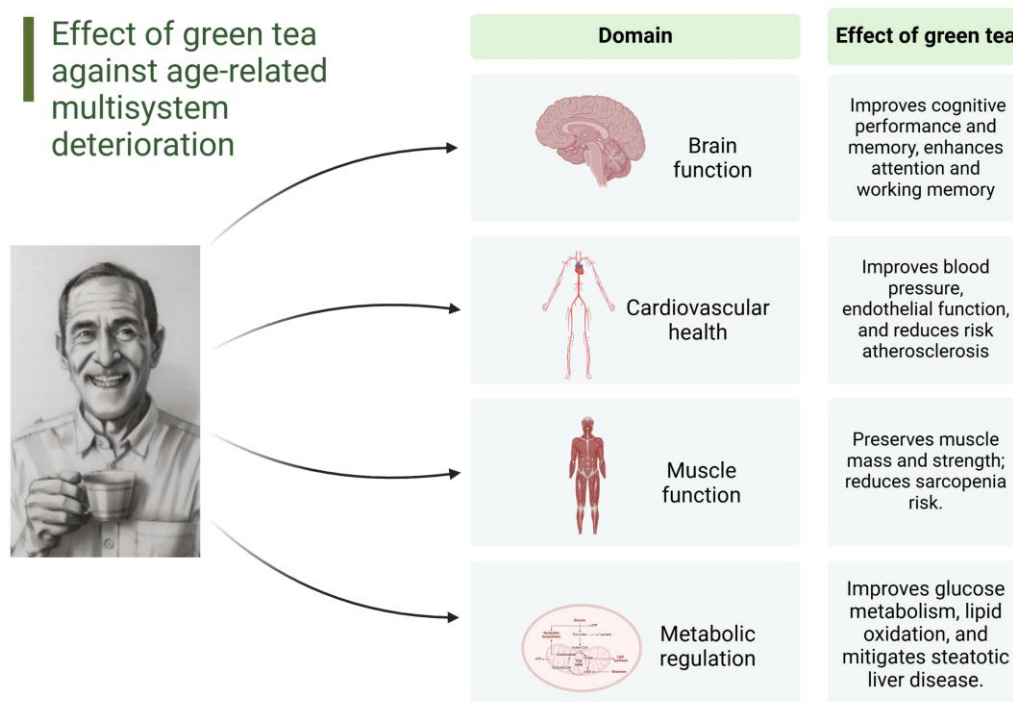 Effect of green tea
against age-related
multisystem
deterioration
Domain
Effect of green tea
Brain
function
Improves cognitive
performance and
memory, enhances
attention and
working memory
Cardiovascular
health
Improves blood
pressure,
endothelial function,
and reduces risk
atherosclerosis
Muscle
function
Preserves muscle
mass and strength;
reduces sarcopenia
risk.
Metabolic
regulation
Improves glucose
metabolism, lipid
oxidation, and
mitigates steatotic
liver disease.